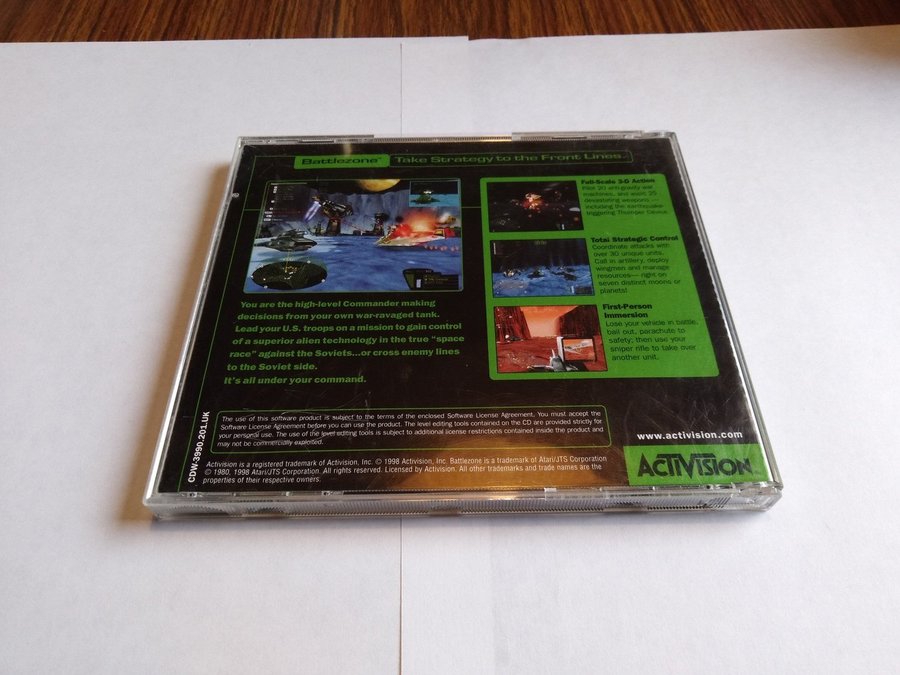 Battlezone™ Take Strategy to the Front Lines.
Full-Scale 3-D Action
Pilot 20 anti-gravity war
machines, and wield 25
devastating weapons —
including the earthquake-
triggering Thumper Device.
Total Strategic Control
Coordinate attacks with
over 30 unique units.
Call in artillery, deploy
wingmen and manage
resources— right on
seven distinct moons or
planets!
First-Person
Immersion
Lose your vehicle in battle,
bail out, parachute to
safety; then use your
sniper rifle to take over
another unit.
You are the high-level Commander making
decisions from your own war-ravaged tank.
Lead your U.S. troops on a mission to gain control
of a superior alien technology in the true "space
race" against the Soviets...or cross enemy lines
to the Soviet side.
It's all under your command.
The use of this software product is subject to the terms of the enclosed Software License Agreement. You must accept the
Software License Agreement before you can use the product. The level editing tools contained on the CD are provided strictly for
your personal use. The use of the level editing tools is subject to additional license restrictions contained inside the product and
may not be commercially exploited.
Activision is a registered trademark of Activision, Inc. © 1998 Activision, Inc. Battlezone is a trademark of Atari/JTS Corporation
© 1980, 1998 Atari/JTS Corporation. All rights reserved. Licensed by Activision. All other trademarks and trade names are the
properties of their respective owners.
CDW.3990.201.UK
www.activision.com
ACTIVISION